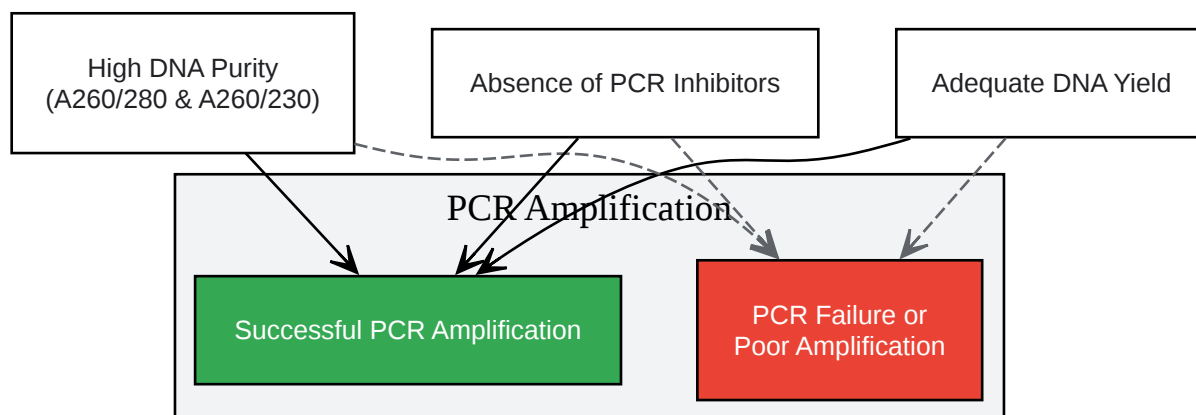 High DNA Purity
(A260/280 & A260/230)
Absence of PCR Inhibitors
Adequate DNA Yield
PCR Amplification
Successful PCR Amplification
PCR Failure or
Poor Amplification